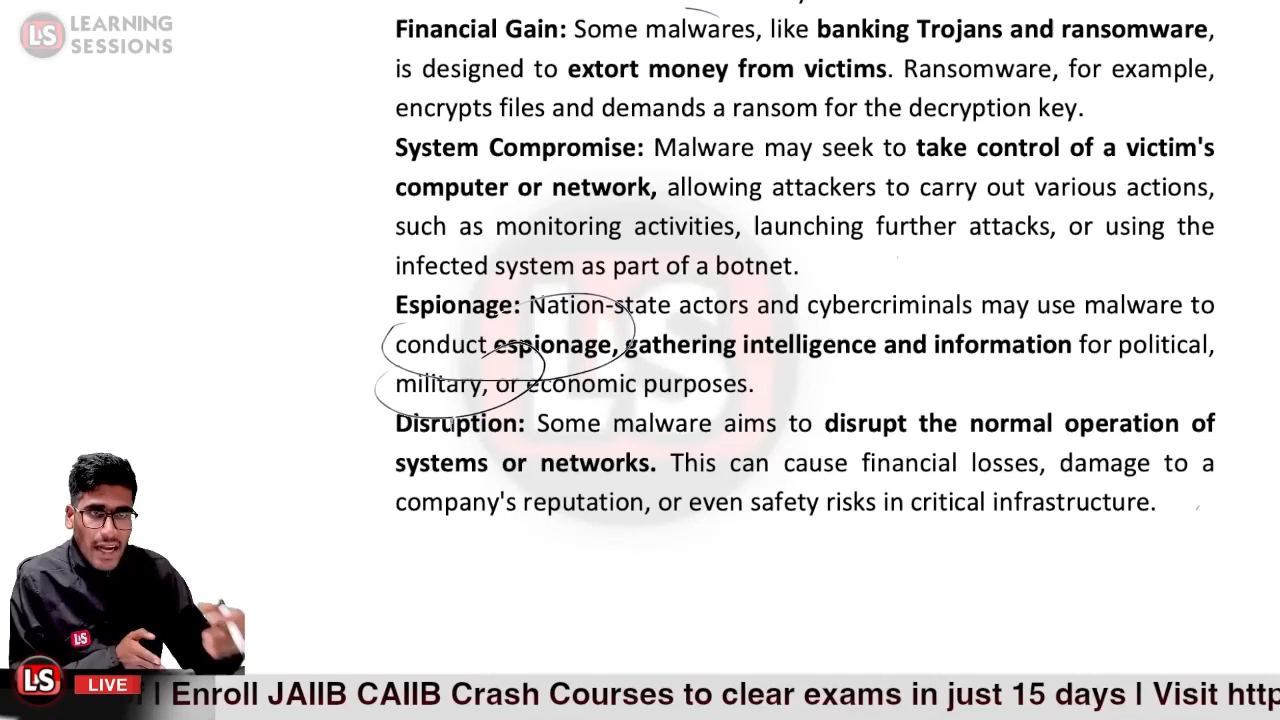 LS LEARNING
SESSIONS
Financial Gain: Some malwares, like banking Trojans and ransomware,
is designed to extort money from victims. Ransomware, for example,
encrypts files and demands a ransom for the decryption key.
System Compromise: Malware may seek to take control of a victim's
computer or network, allowing attackers to carry out various actions,
such as monitoring activities, launching further attacks, or using the
infected system as part of a botnet.
Espionage: Nation-state actors and cybercriminals may use malware to
conduct espionage, gathering intelligence and information for political,
military, or economic purposes.
Disruption: Some malware aims to disrupt the normal operation of
systems or networks. This can cause financial losses, damage to a
company's reputation, or even safety risks in critical infrastructure.
LS
LS
LS LIVE | Enroll JAIIB CAIIB Crash Courses to clear exams in just 15 days | Visit http